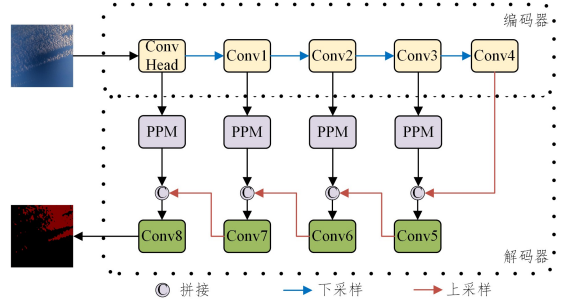 编码器
Conv Head
Conv1
Conv2
Conv3
Conv4
PPM
PPM
PPM
PPM
C
C
C
C
Conv8
Conv7
Conv6
Conv5
解码器
C 拼接
下采样
上采样